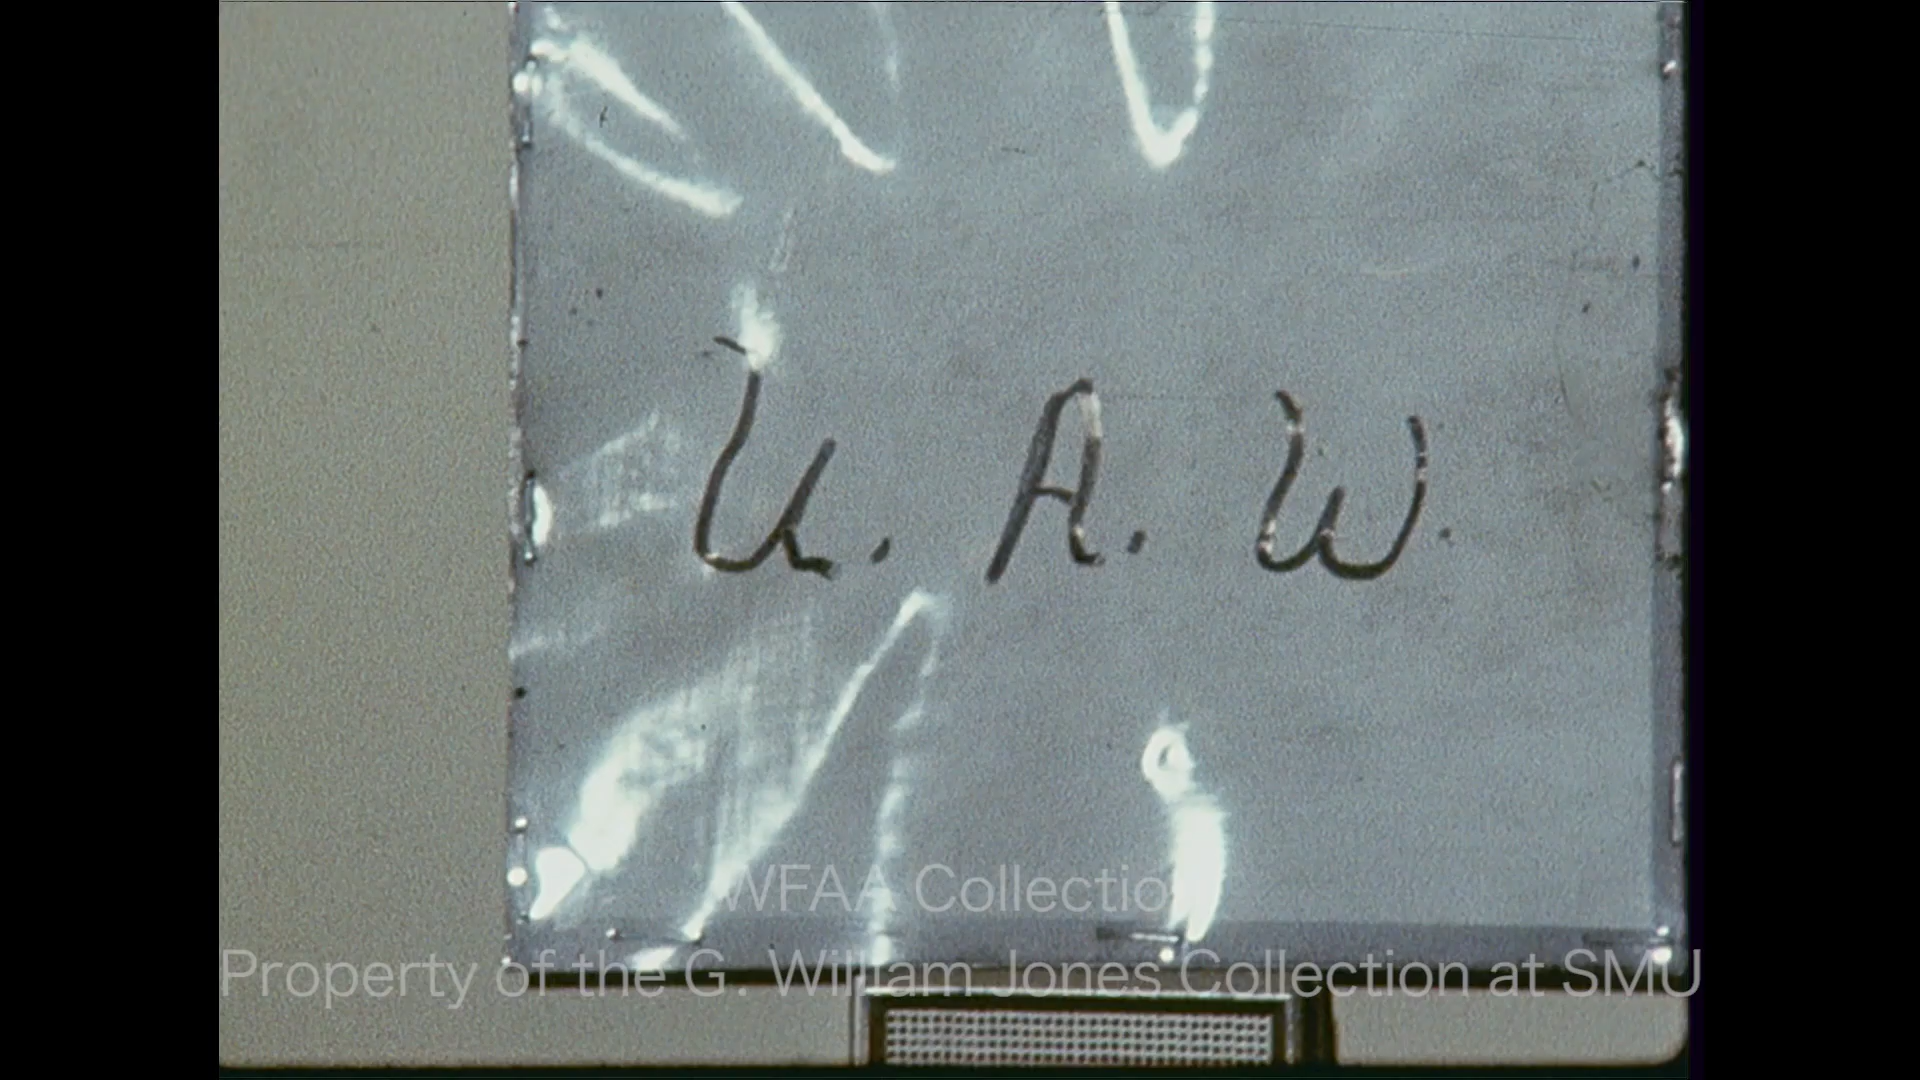 U. A. W.
WFAA Collection
Property of the G. William Jones Collection at SMU